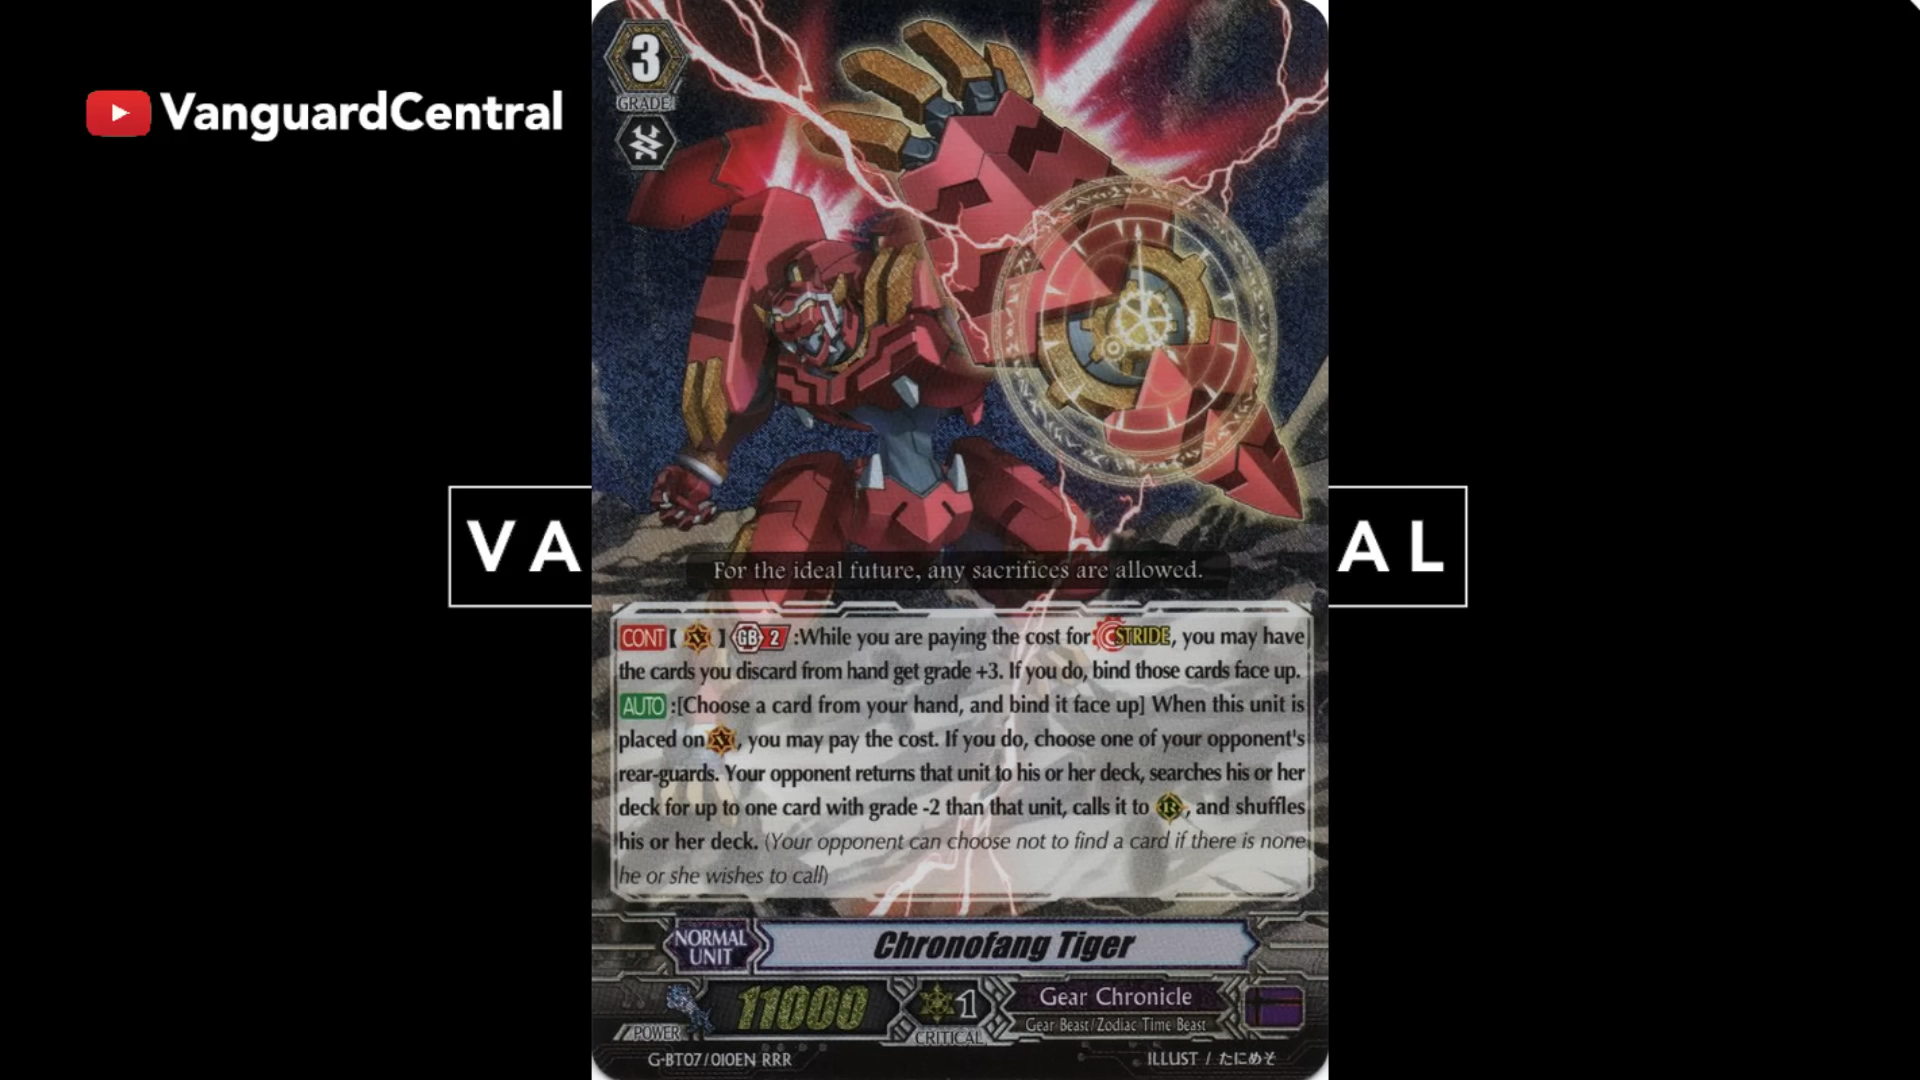 3
GRADE
VanguardCentral
VA
AL
For the ideal future, any sacrifices are allowed.
CONT【 V 】 GB 2 :While you are paying the cost for STRIDE, you may have
the cards you discard from hand get grade +3. If you do, bind those cards face up.
AUTO :[Choose a card from your hand, and bind it face up] When this unit is
placed on V, you may pay the cost. If you do, choose one of your opponent's
rear-guards. Your opponent returns that unit to his or her deck, searches his or her
deck for up to one card with grade -2 than that unit, calls it to R, and shuffles
his or her deck. (Your opponent can choose not to find a card if there is none
he or she wishes to call)
NORMAL
UNIT
Chronofang Tiger
POWER
11000
1
CRITICAL
Gear Chronicle
Gear Beast/Zodiac Time Beast
G-BT07/010EN RRR
ILLUST / たにめそ